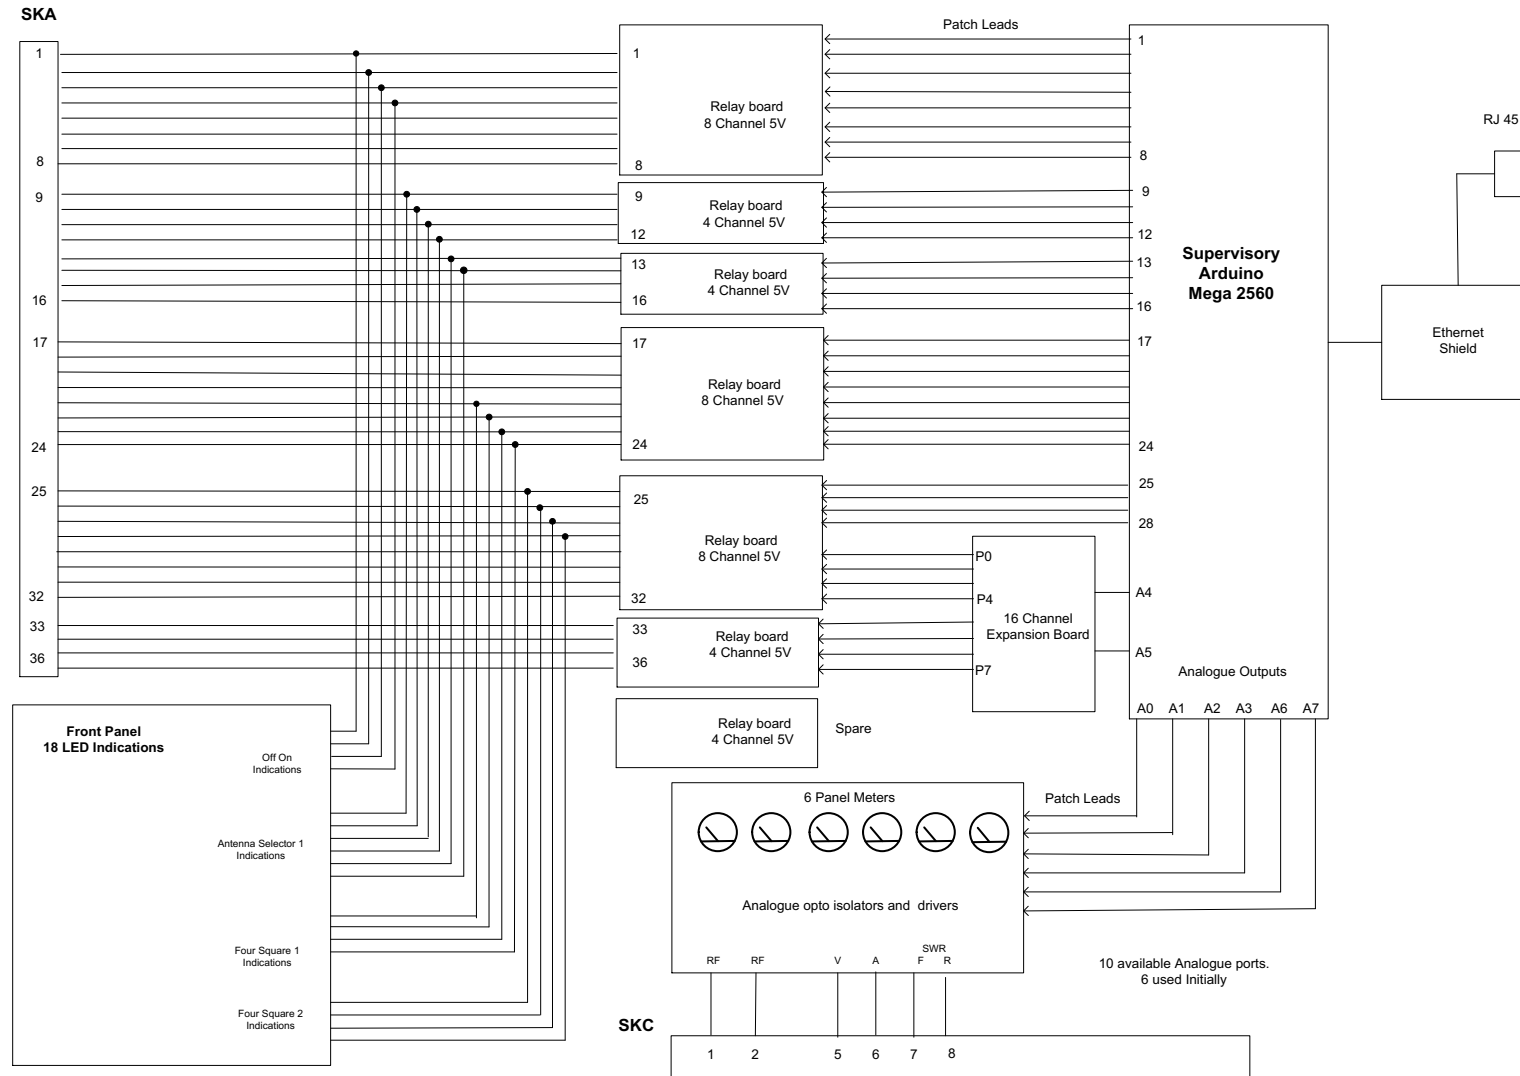 SKA
1
8
9
16
17
24
25
32
33
36
1
Relay board
8 Channel 5V
8
9
Relay board
4 Channel 5V
12
13
Relay board
4 Channel 5V
16
17
Relay board
8 Channel 5V
24
25
Relay board
8 Channel 5V
32
33
Relay board
4 Channel 5V
36
Relay board
4 Channel 5V
Spare
Patch Leads
1
8
9
12
13
16
17
24
25
28
A4
A5
Supervisory
Arduino
Mega 2560
Analogue Outputs
A0 A1 A2 A3 A6 A7
P0
P4
16 Channel
Expansion Board
P7
RJ 45
Ethernet
Shield
Front Panel
18 LED Indications
Off On
Indications
Antenna Selector 1
Indications
Four Square 1
Indications
Four Square 2
Indications
6 Panel Meters
Patch Leads
Analogue opto isolators and drivers
SWR
RF RF V A F R
10 available Analogue ports.
6 used Initially
SKC
1 2 5 6 7 8